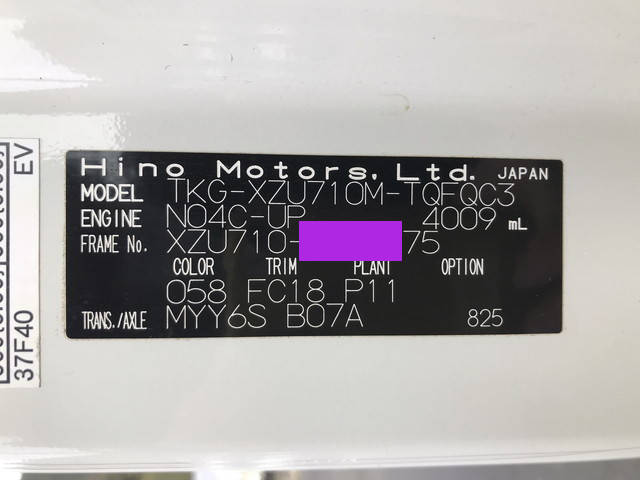 Hino Motors, Ltd. JAPAN
MODEL TKG-XZU710M-TQFQC3
ENGINE N04C-UP 4009 mL
FRAME No. XZU710- 75
COLOR TRIM PLANT OPTION
058 FC18 P11
TRANS./AXLE MYY6S B07A 825
37F40 EV